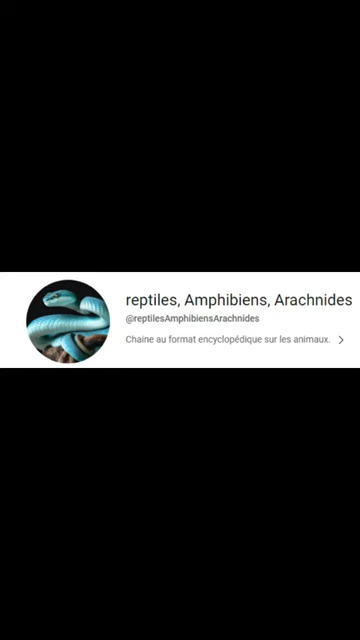 reptiles, Amphibiens, Arachnides
@reptilesAmphibiensArachnides
Chaine au format encyclopédique sur les animaux.